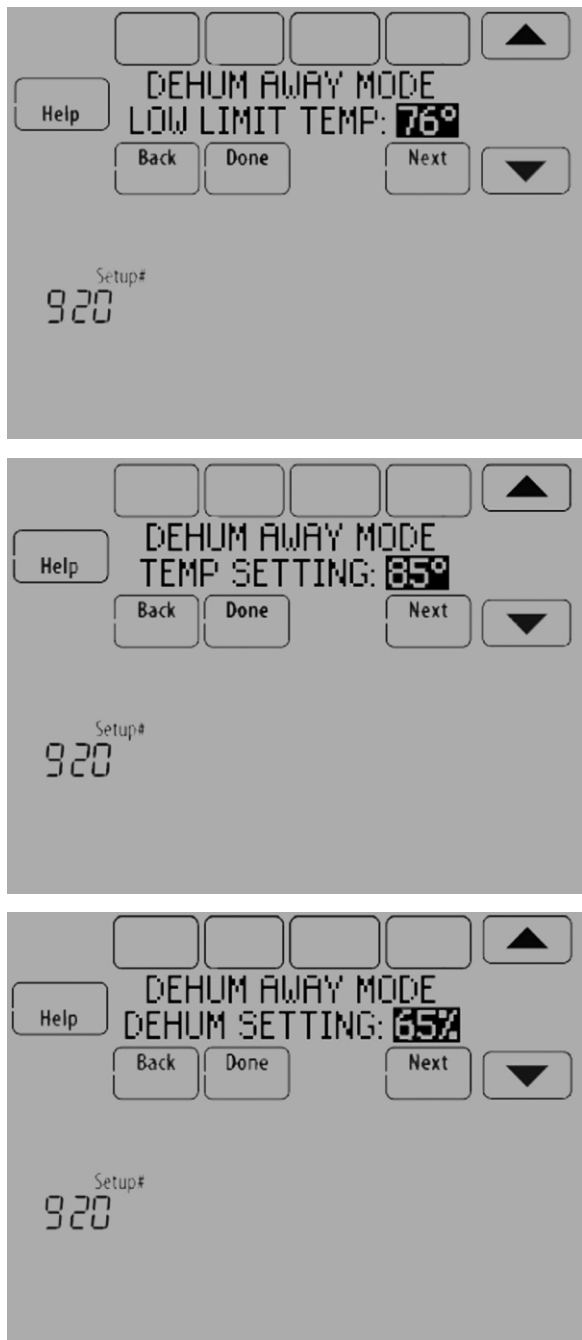 DEHUM AWAY MODE
Help
LOW LIMIT TEMP: 76°
Back Done Next
Setup#
920
DEHUM AWAY MODE
Help
TEMP SETTING: 85°
Back Done Next
Setup#
920
DEHUM AWAY MODE
Help
DEHUM SETTING: 65%
Back Done Next
Setup#
920